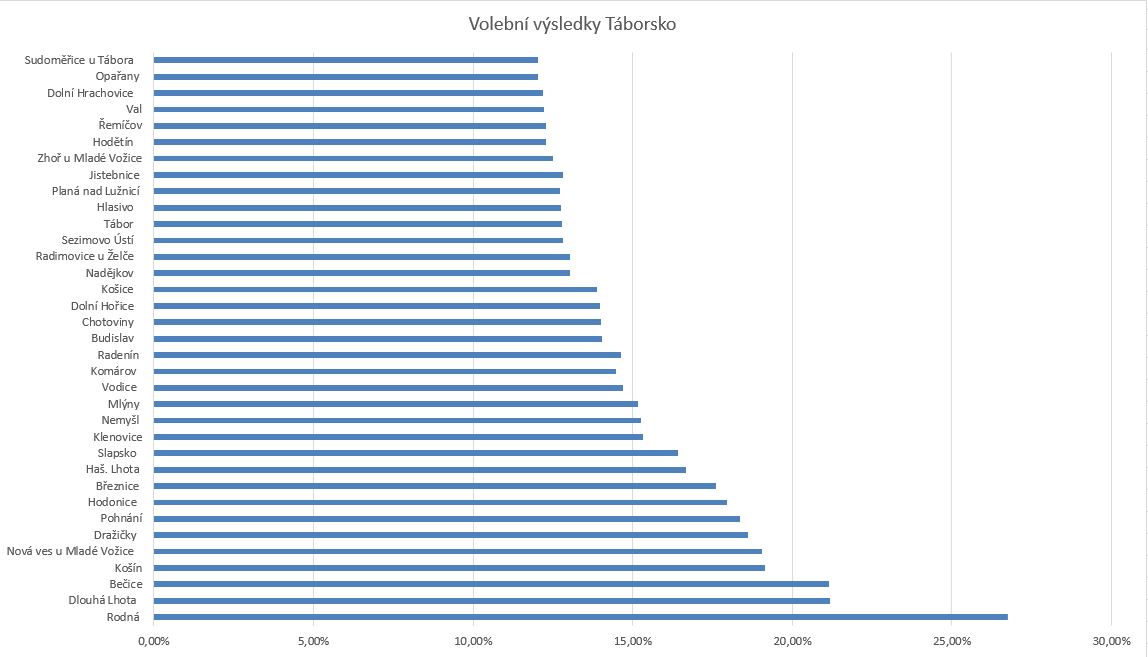 Volební výsledky Táborsko
Sudoměřice u Tábora
Opařany
Dolní Hrachovice
Val
Řemíčov
Hodětín
Zhoř u Mladé Vožice
Jistebnice
Planá nad Lužnicí
Hlasivo
Tábor
Sezimovo Ústí
Radimovice u Želče
Nadějkov
Košice
Dolní Hořice
Chotoviny
Budislav
Radenín
Komárov
Vodice
Mlýny
Nemyšl
Klenovice
Slapsko
Haš. Lhota
Březnice
Hodonice
Pohnání
Dražičky
Nová ves u Mladé Vožice
Košín
Bečice
Dlouhá Lhota
Rodná
0,00% 5,00% 10,00% 15,00% 20,00% 25,00% 30,00%